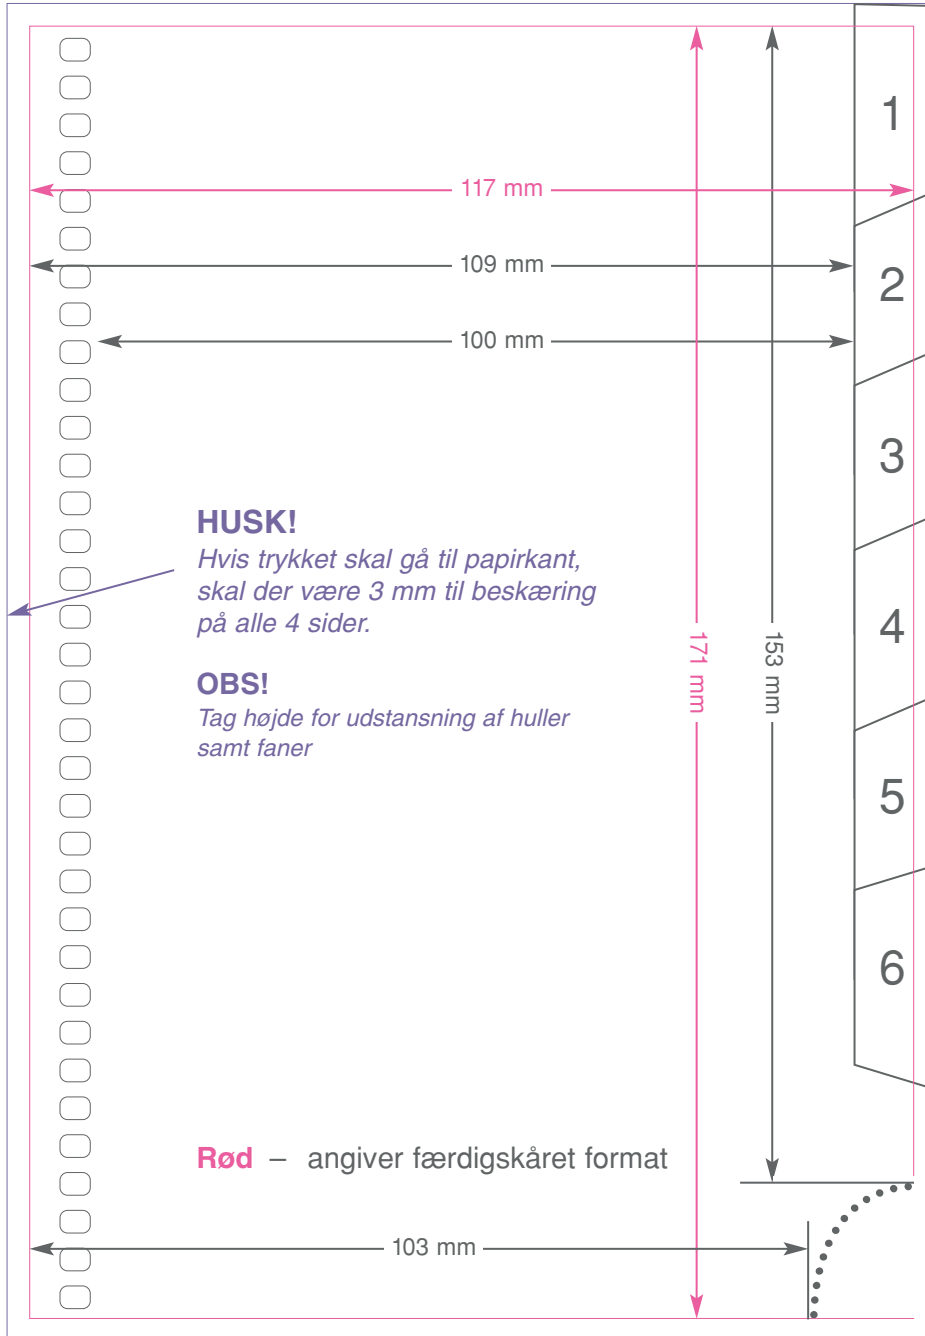 1
117 mm
109 mm
2
100 mm
3
HUSK!
Hvis trykket skal gå til papirkant,
skal der være 3 mm til beskæring
på alle 4 sider.
4
171 mm
153 mm
OBS!
Tag højde for udstansning af huller
samt faner
5
6
Rød – angiver færdigskåret format
103 mm